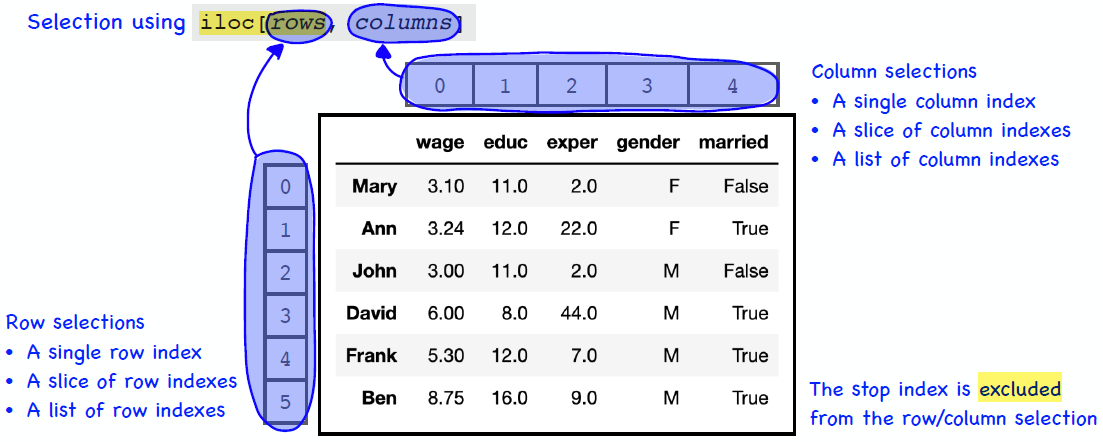 Selection using iloc[rows, columns]
0 1 2 3 4
Column selections
• A single column index
• A slice of column indexes
• A list of column indexes
wage educ exper gender married
0 Mary 3.10 11.0 2.0 F False
1 Ann 3.24 12.0 22.0 F True
2 John 3.00 11.0 2.0 M False
3 David 6.00 8.0 44.0 M True
4 Frank 5.30 12.0 7.0 M True
5 Ben 8.75 16.0 9.0 M True
Row selections
• A single row index
• A slice of row indexes
• A list of row indexes
The stop index is excluded
from the row/column selection